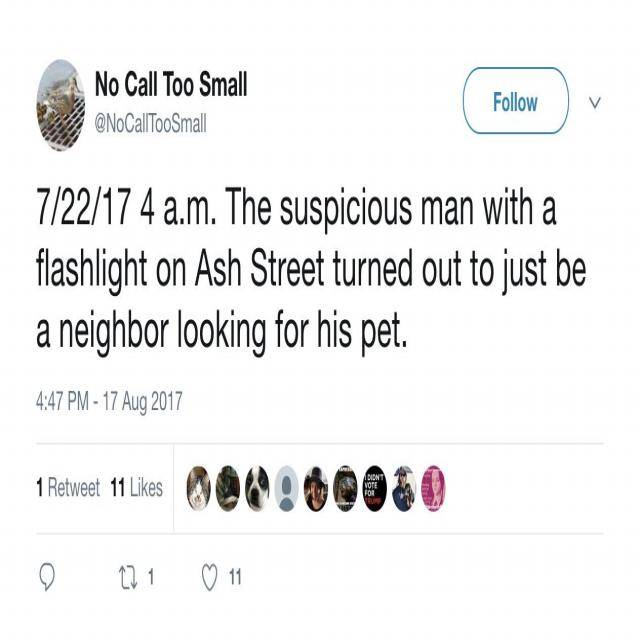 No Call Too Small
@NoCallTooSmall
Follow
7/22/17 4 a.m. The suspicious man with a
flashlight on Ash Street turned out to just be
a neighbor looking for his pet.
4:47 PM - 17 Aug 2017
1 Retweet 11 Likes
I DIDN'T
VOTE
FOR
TRUMP
1 11